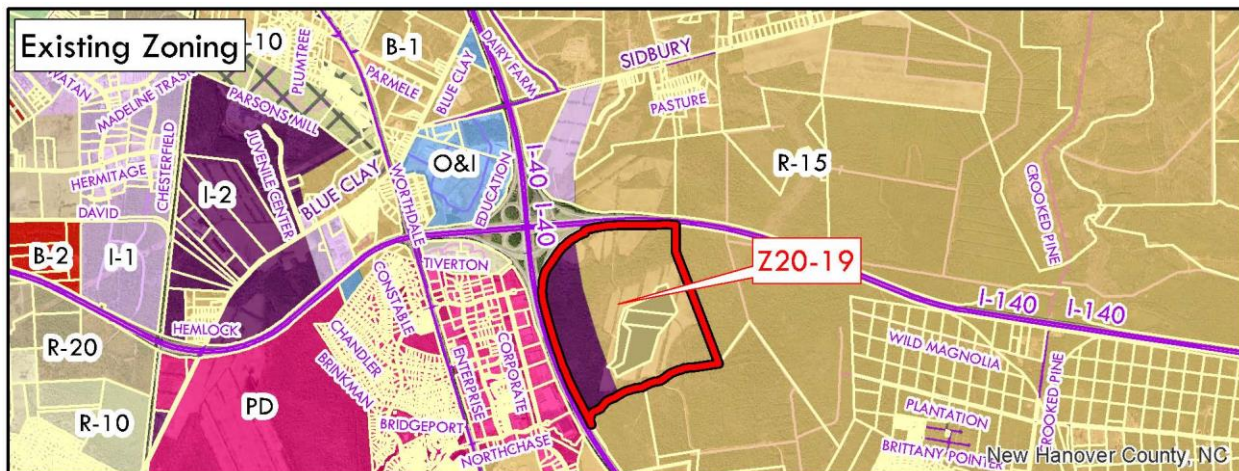 Existing Zoning
-10
B-1
PLUMTREE
PARMELE
BLUE CLAY
DAIRY FARM
SIDBURY
WATAN
MADELINE TRASK
PARSONS MILL
PASTURE
HERMITAGE
CHESTERFIELD
I-2
JUVENILE CENTER
BLUE CLAY
O&I
EDUCATION
I-40 I-40
R-15
CROOKED PINE
DAVID
WORTHDALE
B-2
I-1
TIVERTON
Z20-19
CONSTABLE
I-140 I-140
HEMLOCK
CHANDLER
BRINKMAN
ENTERPRISE
CORPORATE
WILD MAGNOLIA
CROOKED PINE
R-20
PD
PLANTATION
R-10
BRIDGEPORT
NORTHCHASE
BRITTANY POINTER
New Hanover County, NC